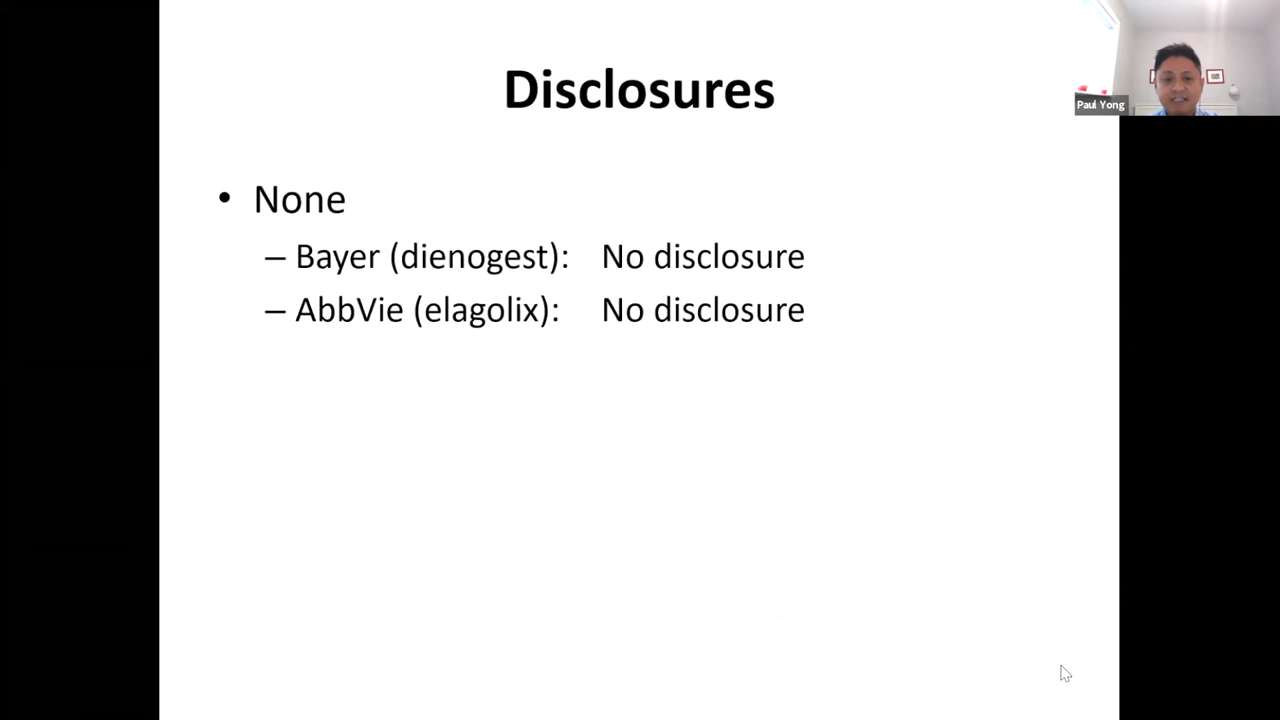 Disclosures
Paul Yong
• None
– Bayer (dienogest): No disclosure
– AbbVie (elagolix): No disclosure